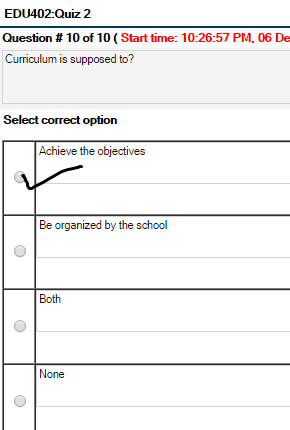 EDU402:Quiz 2
Question # 10 of 10 ( Start time: 10:26:57 PM, 06 De
Curriculum is supposed to?
Select correct option
Achieve the objectives
Be organized by the school
Both
None